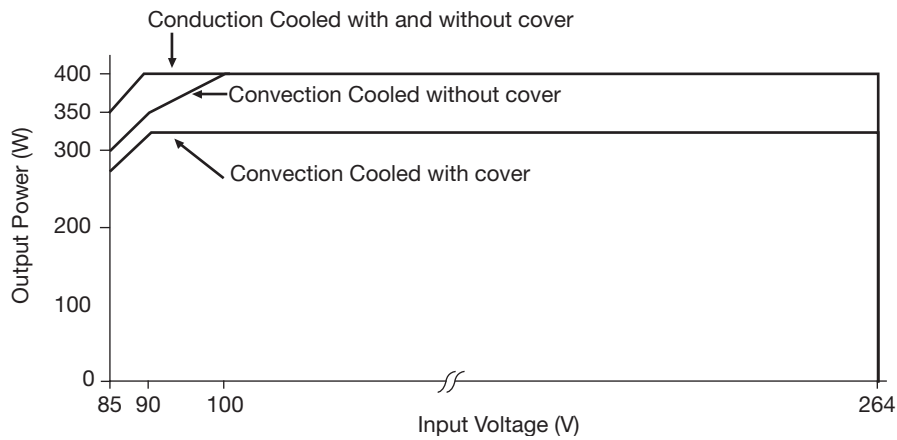 Conduction Cooled with and without cover
Convection Cooled without cover
Convection Cooled with cover
Output Power (W)
400
350
300
200
100
0
85 90 100 264
Input Voltage (V)